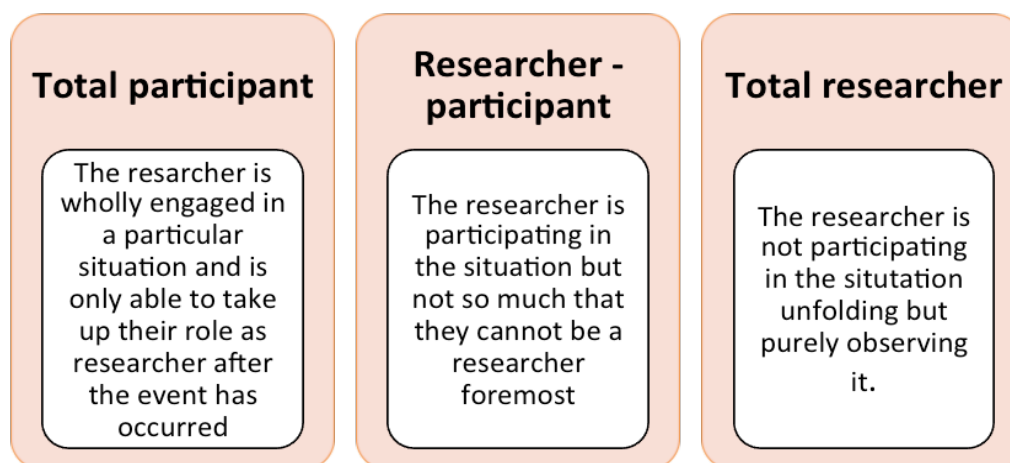 Total participant
The resarcher is
wholly engaged in
a particular
situation and is
only able to take
up their role as
researcher after
the event has
occurred
Researcher -
participant
The researcher is
participating in
the situation but
not so much that
they cannot be a
researcher
foremost
Total researcher
The researcher is
not participating
in the situtation
unfolding but
purely observing
it.